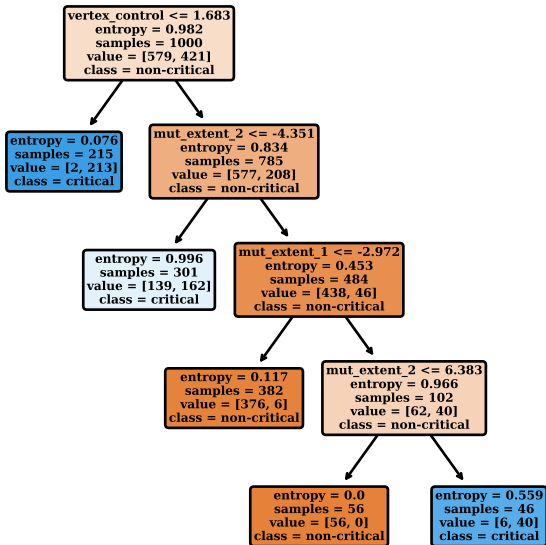 vertex_control <= 1.683
entropy = 0.982
samples = 1000
value = [579, 421]
class = non-critical
entropy = 0.076
samples = 215
value = [2, 213]
class = critical
mut_extent_2 <= -4.351
entropy = 0.834
samples = 785
value = [577, 208]
class = non-critical
entropy = 0.996
samples = 301
value = [139, 162]
class = critical
mut_extent_1 <= -2.972
entropy = 0.453
samples = 484
value = [438, 46]
class = non-critical
entropy = 0.117
samples = 382
value = [376, 6]
class = non-critical
mut_extent_2 <= 6.383
entropy = 0.966
samples = 102
value = [62, 40]
class = non-critical
entropy = 0.0
samples = 56
value = [56, 0]
class = non-critical
entropy = 0.559
samples = 46
value = [6, 40]
class = critical